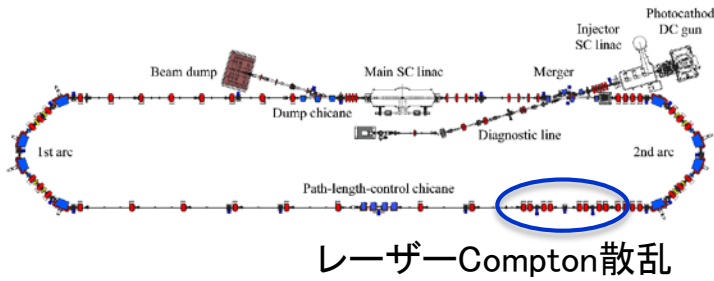 Photocathod
DC gun
Injector
SC linac
Beam dump
Main SC linac
Merger
Dump chicane
Diagnostic line
1st arc
2nd arc
Path-length-control chicane
レーザーCompton散乱